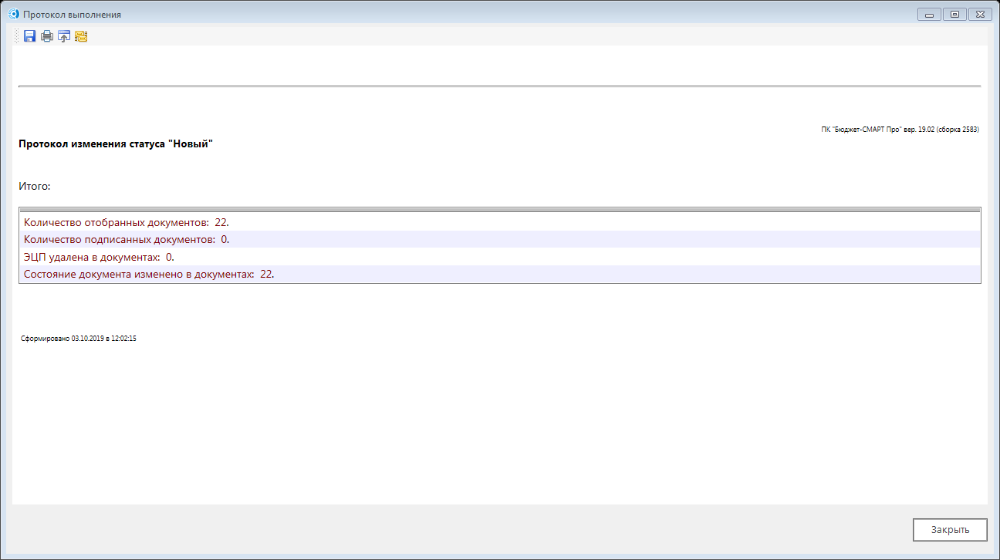 Протокол выполнения
ПК "Бюджет-СМАРТ Про" вер. 19.02 (сборка 2583)
Протокол изменения статуса "Новый"
Итого:
Количество отобранных документов: 22.
Количество подписанных документов: 0.
ЭЦП удалена в документах: 0.
Состояние документа изменено в документах: 22.
Сформировано 03.10.2019 в 12:02:15
Закрыть